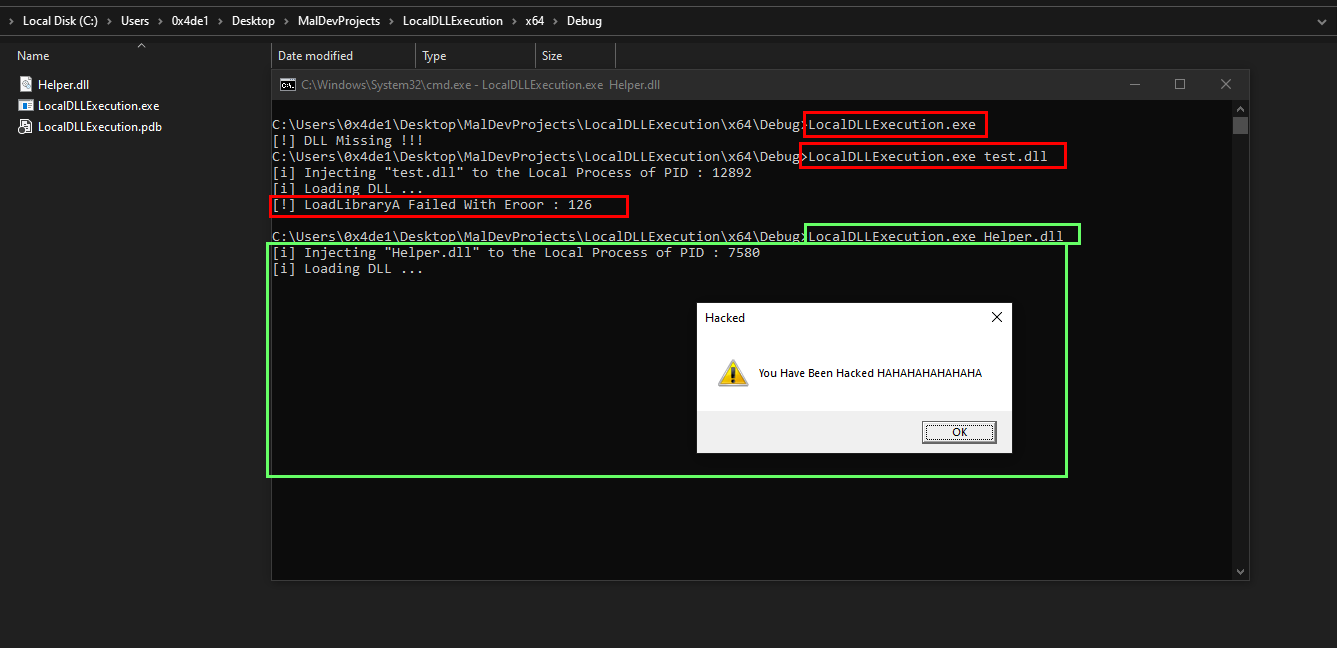 Local Disk (C:) > Users > 0x4de1 > Desktop > MalDevProjects > LocalDLLExecution > x64 > Debug
Name Date modified Type Size
Helper.dll
LocalDLLExecution.exe
LocalDLLExecution.pdb
C:\Windows\System32\cmd.exe - LocalDLLExecution.exe Helper.dll
C:\Users\0x4de1\Desktop\MalDevProjects\LocalDLLExecution\x64\Debug>LocalDLLExecution.exe
[!] DLL Missing !!!
C:\Users\0x4de1\Desktop\MalDevProjects\LocalDLLExecution\x64\Debug>LocalDLLExecution.exe test.dll
[i] Injecting "test.dll" to the Local Process of PID : 12892
[i] Loading DLL ...
[!] LoadLibraryA Failed With Eroor : 126
C:\Users\0x4de1\Desktop\MalDevProjects\LocalDLLExecution\x64\Debug>LocalDLLExecution.exe Helper.dll
[i] Injecting "Helper.dll" to the Local Process of PID : 7580
[i] Loading DLL ...
Hacked
You Have Been Hacked HAHAHAHAHAHAHA
OK